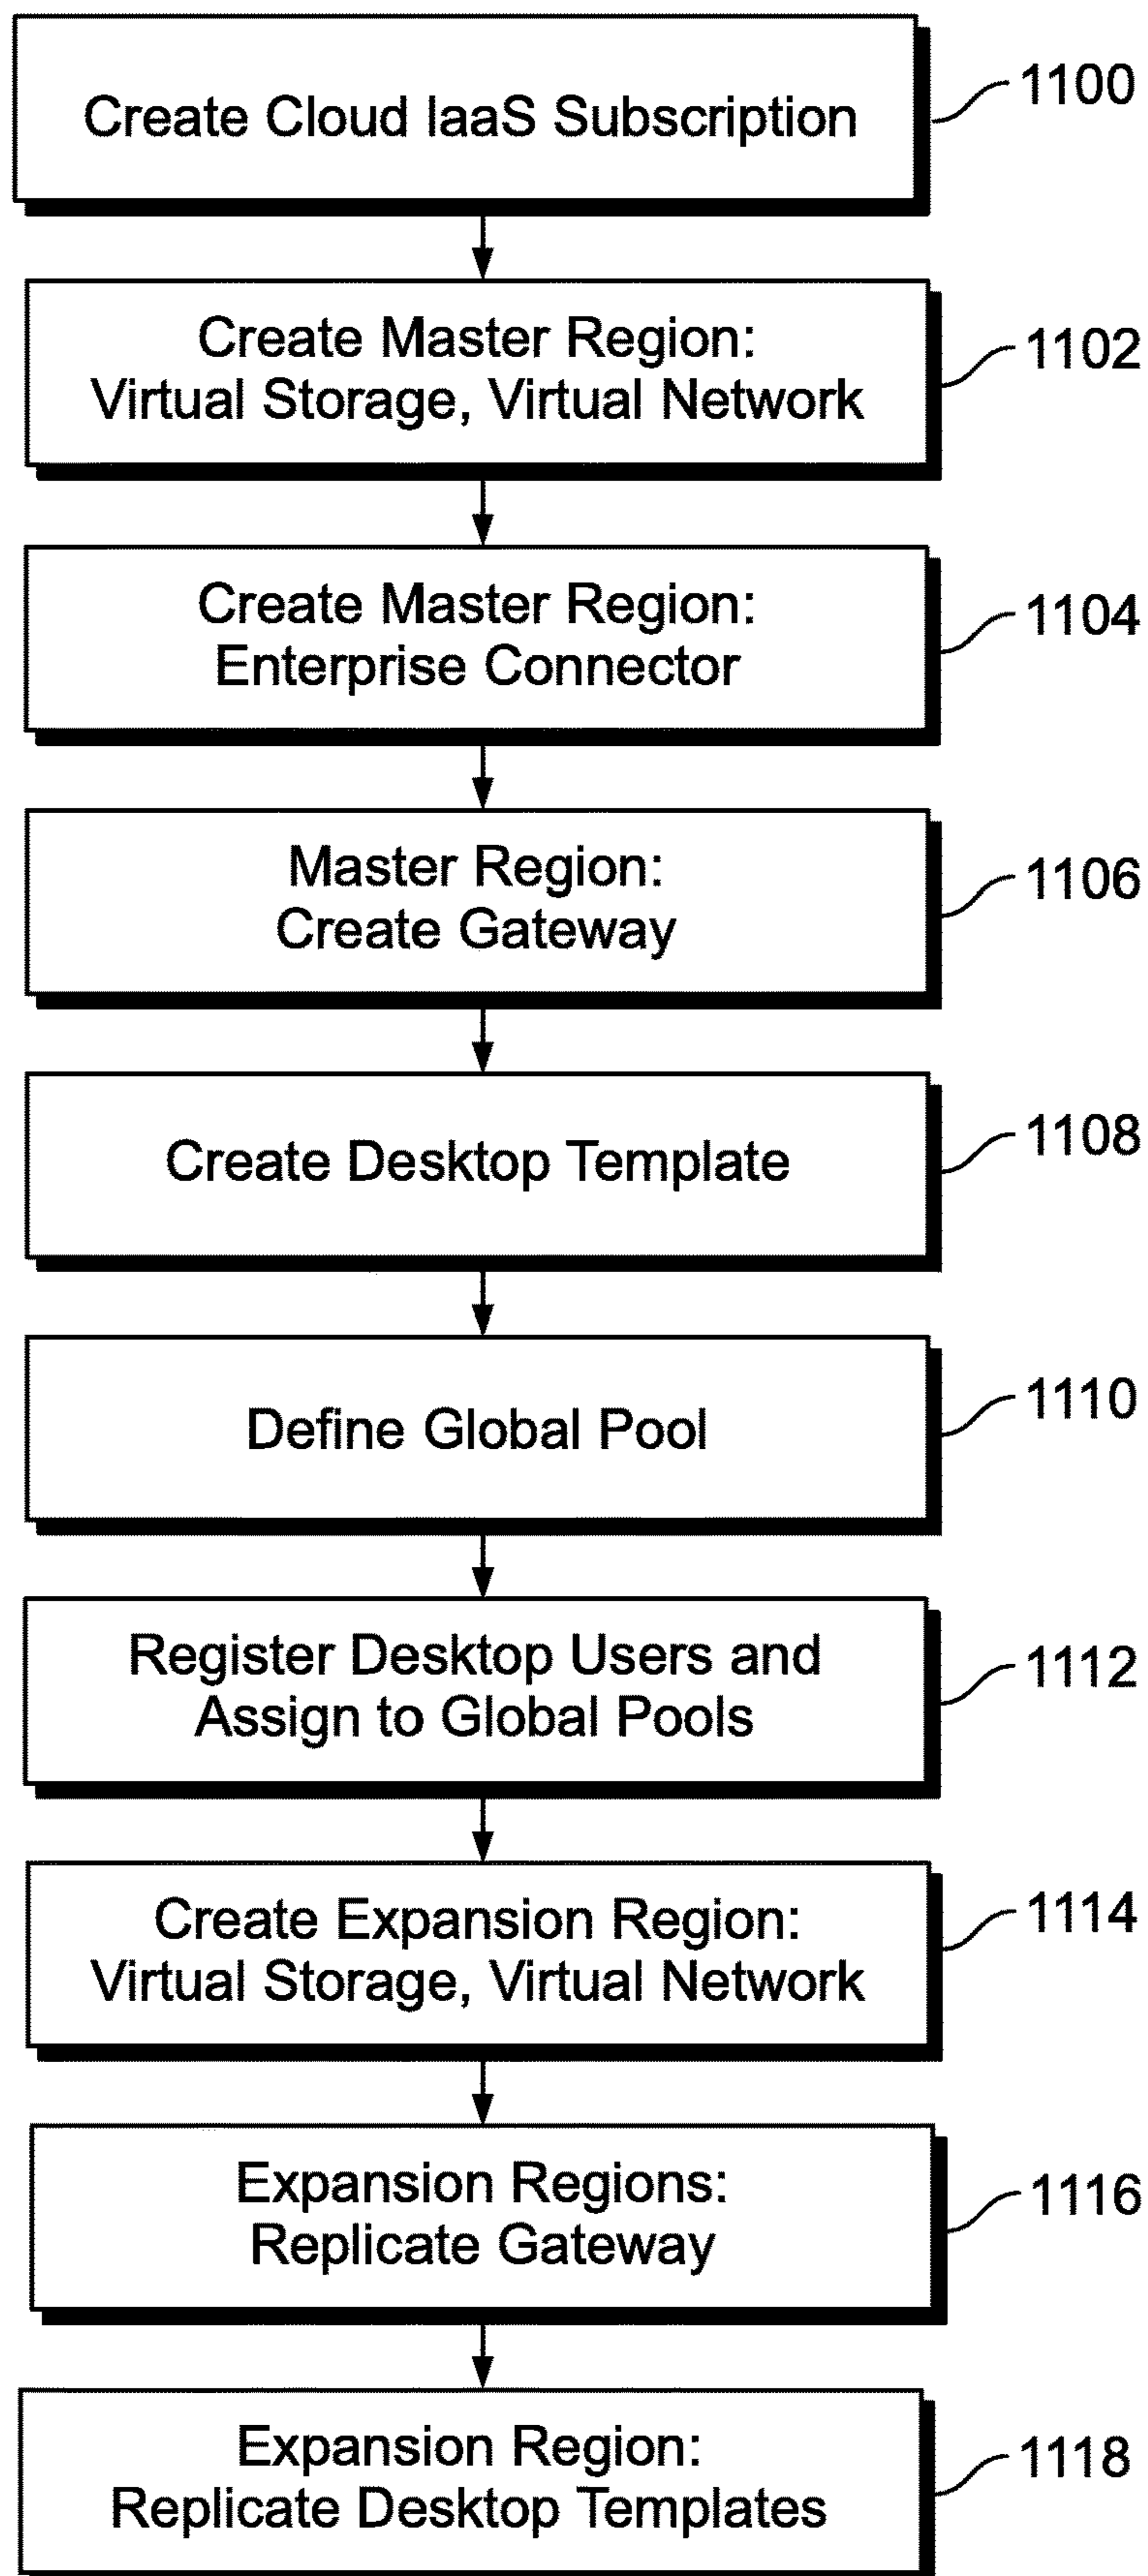 Create Cloud IaaS Subscription
1100
Create Master Region:
Virtual Storage, Virtual Network
1102
Create Master Region:
Enterprise Connector
1104
Master Region:
Create Gateway
1106
Create Desktop Template
1108
Define Global Pool
1110
Register Desktop Users and
Assign to Global Pools
1112
Create Expansion Region:
Virtual Storage, Virtual Network
1114
Expansion Regions:
Replicate Gateway
1116
Expansion Region:
Replicate Desktop Templates
1118